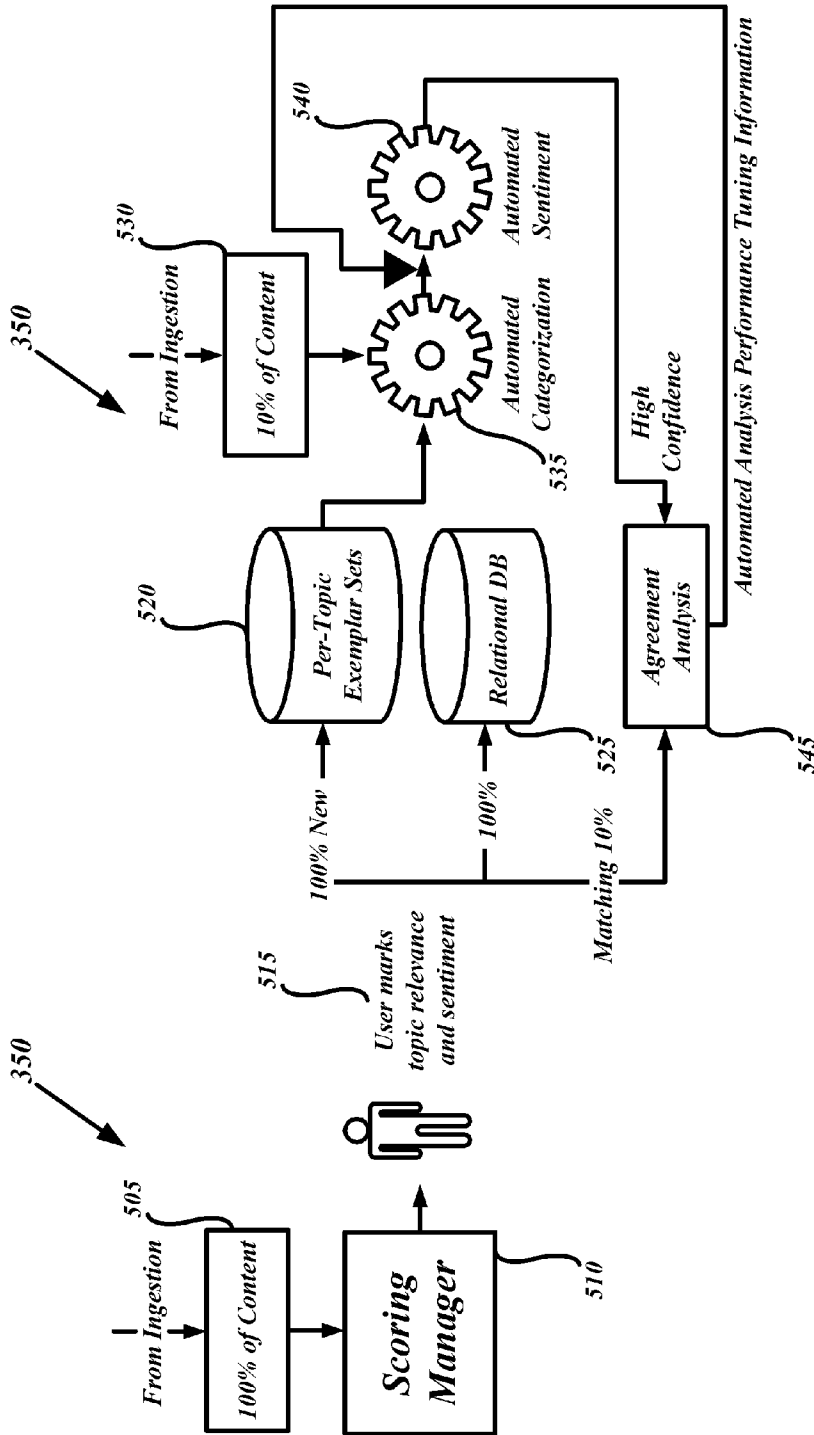 350
From Ingestion
505
100% of Content
Scoring
Manager
510
515
User marks
topic relevance
and sentiment
100% New
100%
Matching 10%
520
Per-Topic
Exemplar Sets
Relational DB
525
Agreement
Analysis
545
350
From Ingestion
530
10% of Content
Automated
Categorization
535
540
Automated
Sentiment
High
Confidence
Automated Analysis Performance Tuning Information